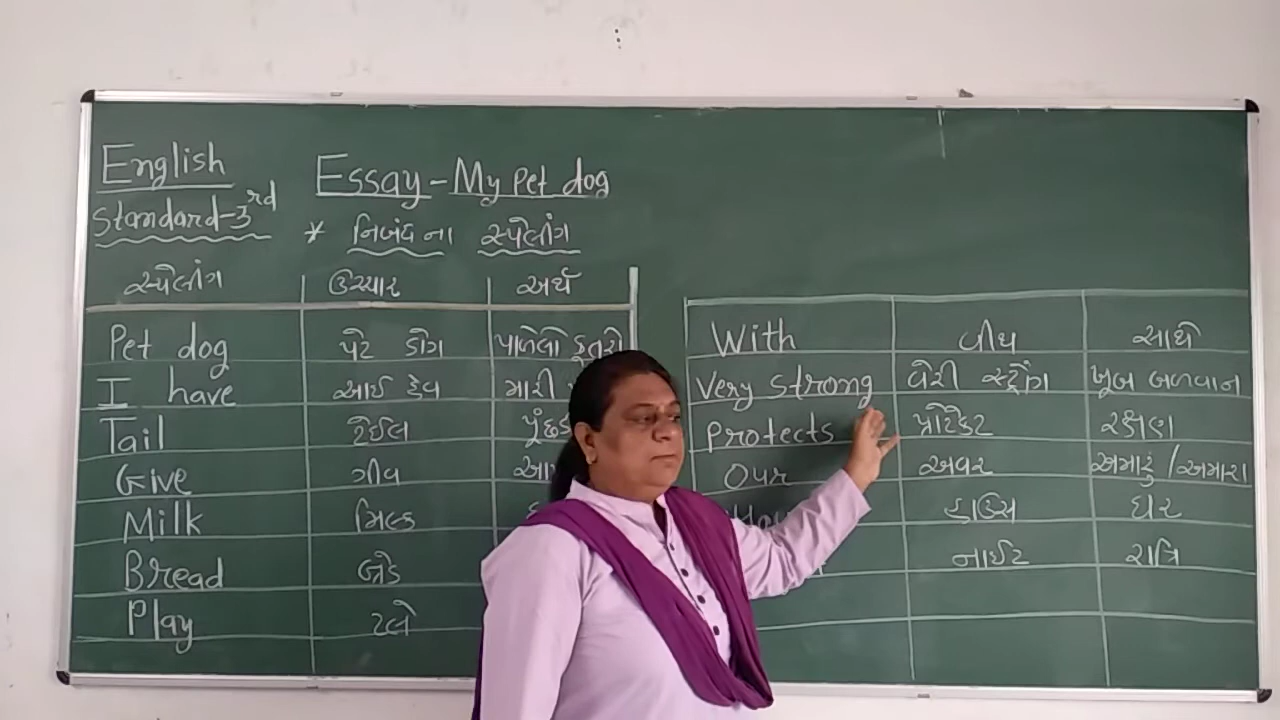 English
Essay-My Pet dog
Standard-3rd
* નિબંધ ના સ્પેલીંગ
સ્પેલીંગ ઉચ્ચાર અર્થ
Pet dog પેટ ડોગ પાળેલો કૂતરો
I have આઈ હેવ મારી
Tail ટેઈલ
Give ગીવ
Milk મિલ્ક
Bread બ્રેડ
Play પ્લે
With વીથ સાથે
Very Strong વેરી સ્ટ્રોંગ ખૂબ બળવાન
Protects પ્રોટેક્ટ રક્ષણ
Our અવર અમારું / અમારા
હાઉસ ઘર
નાઈટ રાત્રિ